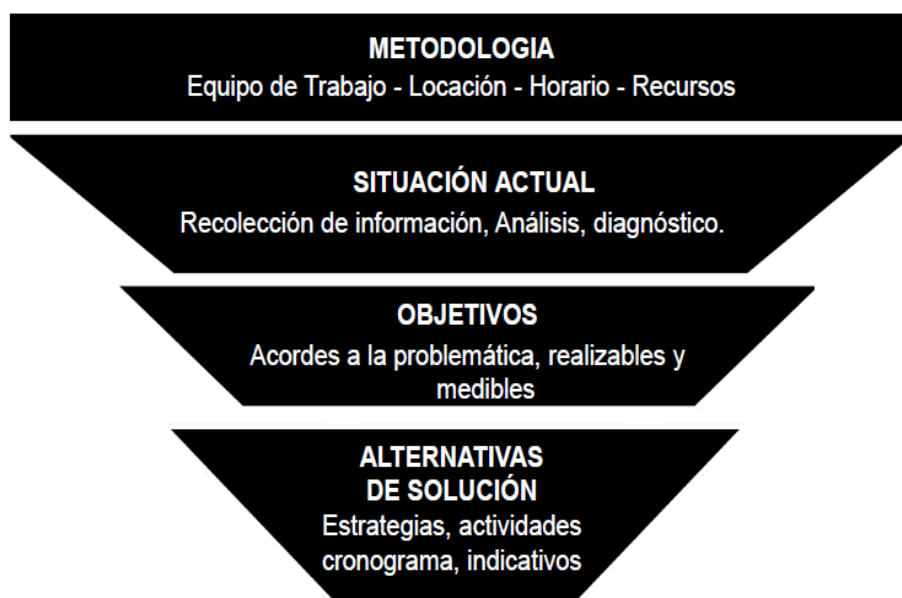 METODOLOGIA
Equipo de Trabajo - Locación - Horario - Recursos
SITUACIÓN ACTUAL
Recolección de información, Análisis, diagnóstico.
OBJETIVOS
Acordes a la problemática, realizables y
medibles
ALTERNATIVAS
DE SOLUCIÓN
Estrategias, actividades
cronograma, indicativos